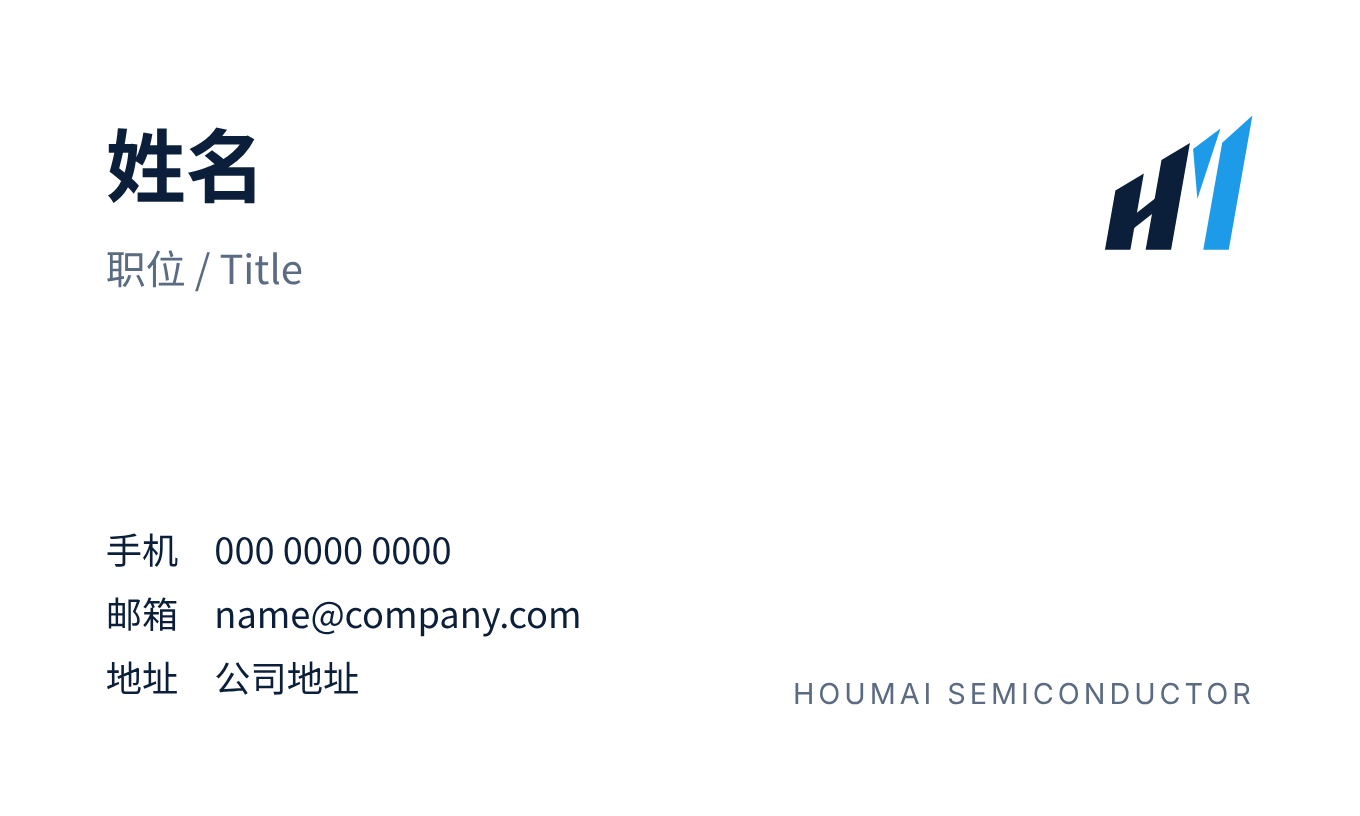 姓名
职位 / Title
HM
手机 000 0000 0000
邮箱 name@company.com
地址 公司地址
HOUMAI SEMICONDUCTOR